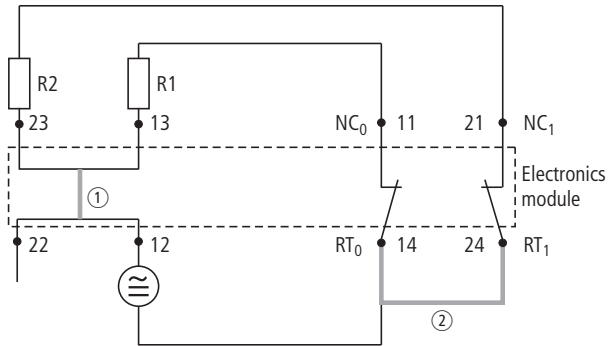 R2
R1
23
13
NC0
11
21
NC1
Electronics
module
①
22
12
RT0
14
24
RT1
②